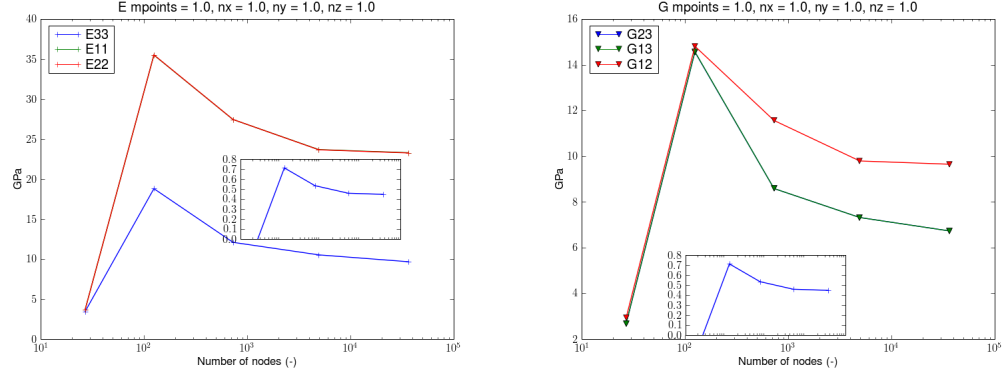 E mpoints = 1.0, nx = 1.0, ny = 1.0, nz = 1.0
40
35
30
25
20
15
10
5
0
GPa
E33
E11
E22
0.8
0.7
0.6
0.5
0.4
0.3
0.2
0.1
0.0
10¹ 10² 10³ 10⁴ 10⁵
Number of nodes (-)
G mpoints = 1.0, nx = 1.0, ny = 1.0, nz = 1.0
16
14
12
10
8
6
4
2
GPa
G23
G13
G12
0.8
0.7
0.6
0.5
0.4
0.3
0.2
0.1
0.0
10¹ 10² 10³ 10⁴ 10⁵
Number of nodes (-)